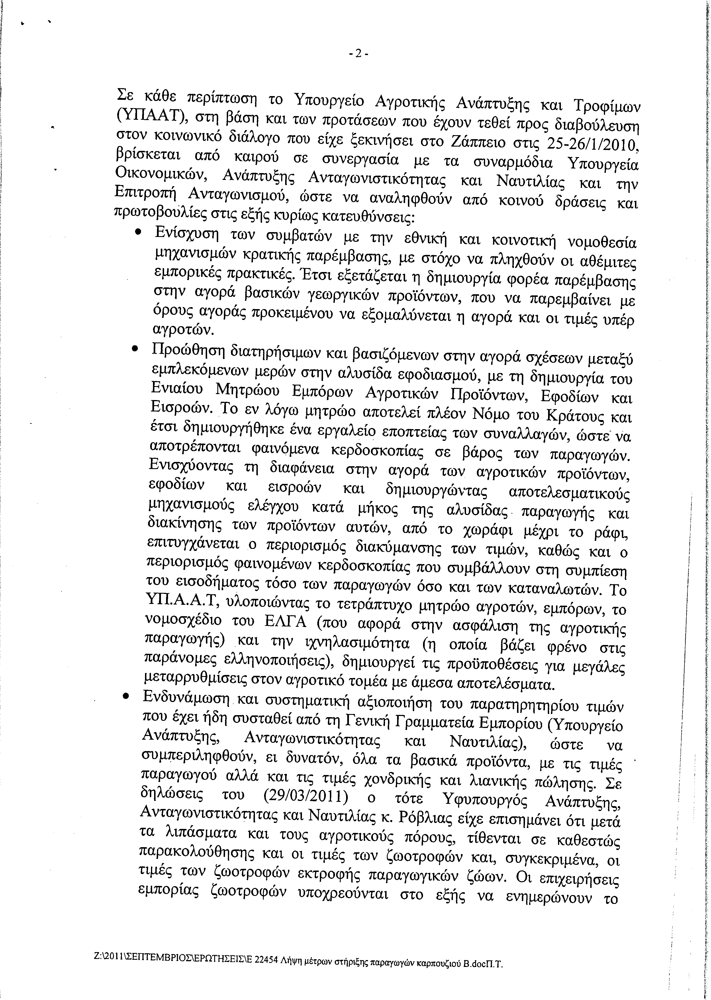 - 2 -
Σε κάθε περίπτωση το Υπουργείο Αγροτικής Ανάπτυξης και Τροφίμων
(ΥΠΑΑΤ), στη βάση και των προτάσεων που έχουν τεθεί προς διαβούλευση
στον κοινωνικό διάλογο που είχε ξεκινήσει στο Ζάππειο στις 25-26/1/2010,
βρίσκεται από καιρού σε συνεργασία με τα συναρμόδια Υπουργεία
Οικονομικών, Ανάπτυξης Ανταγωνιστικότητας και Ναυτιλίας και την
Επιτροπή Ανταγωνισμού, ώστε να αναληφθούν από κοινού δράσεις και
πρωτοβουλίες στις εξής κυρίως κατευθύνσεις:
• Ενίσχυση των συμβατών με την εθνική και κοινοτική νομοθεσία
μηχανισμών κρατικής παρέμβασης, με στόχο να πληχθούν οι αθέμιτες
εμπορικές πρακτικές. Έτσι εξετάζεται η δημιουργία φορέα παρέμβασης
στην αγορά βασικών γεωργικών προϊόντων, που να παρεμβαίνει με
όρους αγοράς προκειμένου να εξομαλύνεται η αγορά και οι τιμές υπέρ
αγροτών.
• Προώθηση διατηρήσιμων και βασιζόμενων στην αγορά σχέσεων μεταξύ
εμπλεκόμενων μερών στην αλυσίδα εφοδιασμού, με τη δημιουργία του
Ενιαίου Μητρώου Εμπόρων Αγροτικών Προϊόντων, Εφοδίων και
Εισροών. Το εν λόγω μητρώο αποτελεί πλέον Νόμο του Κράτους και
έτσι δημιουργήθηκε ένα εργαλείο εποπτείας των συναλλαγών, ώστε να
αποτρέπονται φαινόμενα κερδοσκοπίας σε βάρος των παραγωγών.
Ενισχύοντας τη διαφάνεια στην αγορά των αγροτικών προϊόντων,
εφοδίων και εισροών και δημιουργώντας αποτελεσματικούς
μηχανισμούς ελέγχου κατά μήκος της αλυσίδας παραγωγής και
διακίνησης των προϊόντων αυτών, από το χωράφι μέχρι το ράφι,
επιτυγχάνεται ο περιορισμός διακύμανσης των τιμών, καθώς και ο
περιορισμός φαινομένων κερδοσκοπίας που συμβάλλουν στη συμπίεση
του εισοδήματος τόσο των παραγωγών όσο και των καταναλωτών. Το
ΥΠ.Α.Α.Τ, υλοποιώντας το τετράπτυχο μητρώο αγροτών, εμπόρων, το
νομοσχέδιο του ΕΛΓΑ (που αφορά στην ασφάλιση της αγροτικής
παραγωγής) και την ιχνηλασιμότητα (η οποία βάζει φρένο στις
παράνομες ελληνοποιήσεις), δημιουργεί τις προϋποθέσεις για μεγάλες
μεταρρυθμίσεις στον αγροτικό τομέα με άμεσα αποτελέσματα.
• Ενδυνάμωση και συστηματική αξιοποιήση του παρατηρητηρίου τιμών
που έχει ήδη συσταθεί από τη Γενική Γραμματεία Εμπορίου (Υπουργείο
Ανάπτυξης, Ανταγωνιστικότητας και Ναυτιλίας), ώστε να
συμπεριληφθούν, ει δυνατόν, όλα τα βασικά προϊόντα, με τις τιμές
παραγωγού αλλά και τις τιμές χονδρικής και λιανικής πώλησης. Σε
δηλώσεις του (29/03/2011) ο τότε Υφυπουργός Ανάπτυξης,
Ανταγωνιστικότητας και Ναυτιλίας κ. Ρόβλιας είχε επισημάνει ότι μετά
τα λιπάσματα και τους αγροτικούς πόρους, τίθενται σε καθεστώς
παρακολούθησης και οι τιμές των ζωοτροφών και, συγκεκριμένα, οι
τιμές των ζωοτροφών εκτροφής παραγωγικών ζώων. Οι επιχειρήσεις
εμπορίας ζωοτροφών υποχρεούνται στο εξής να ενημερώνουν το
Z:\2011\ΣΕΠΤΕΜΒΡΙΟΣ\ΕΡΩΤΗΣΕΙΣ\Ε 22454 Λήψη μέτρων στήριξης παραγωγών καρπουζιού Β.docΠ.Τ.